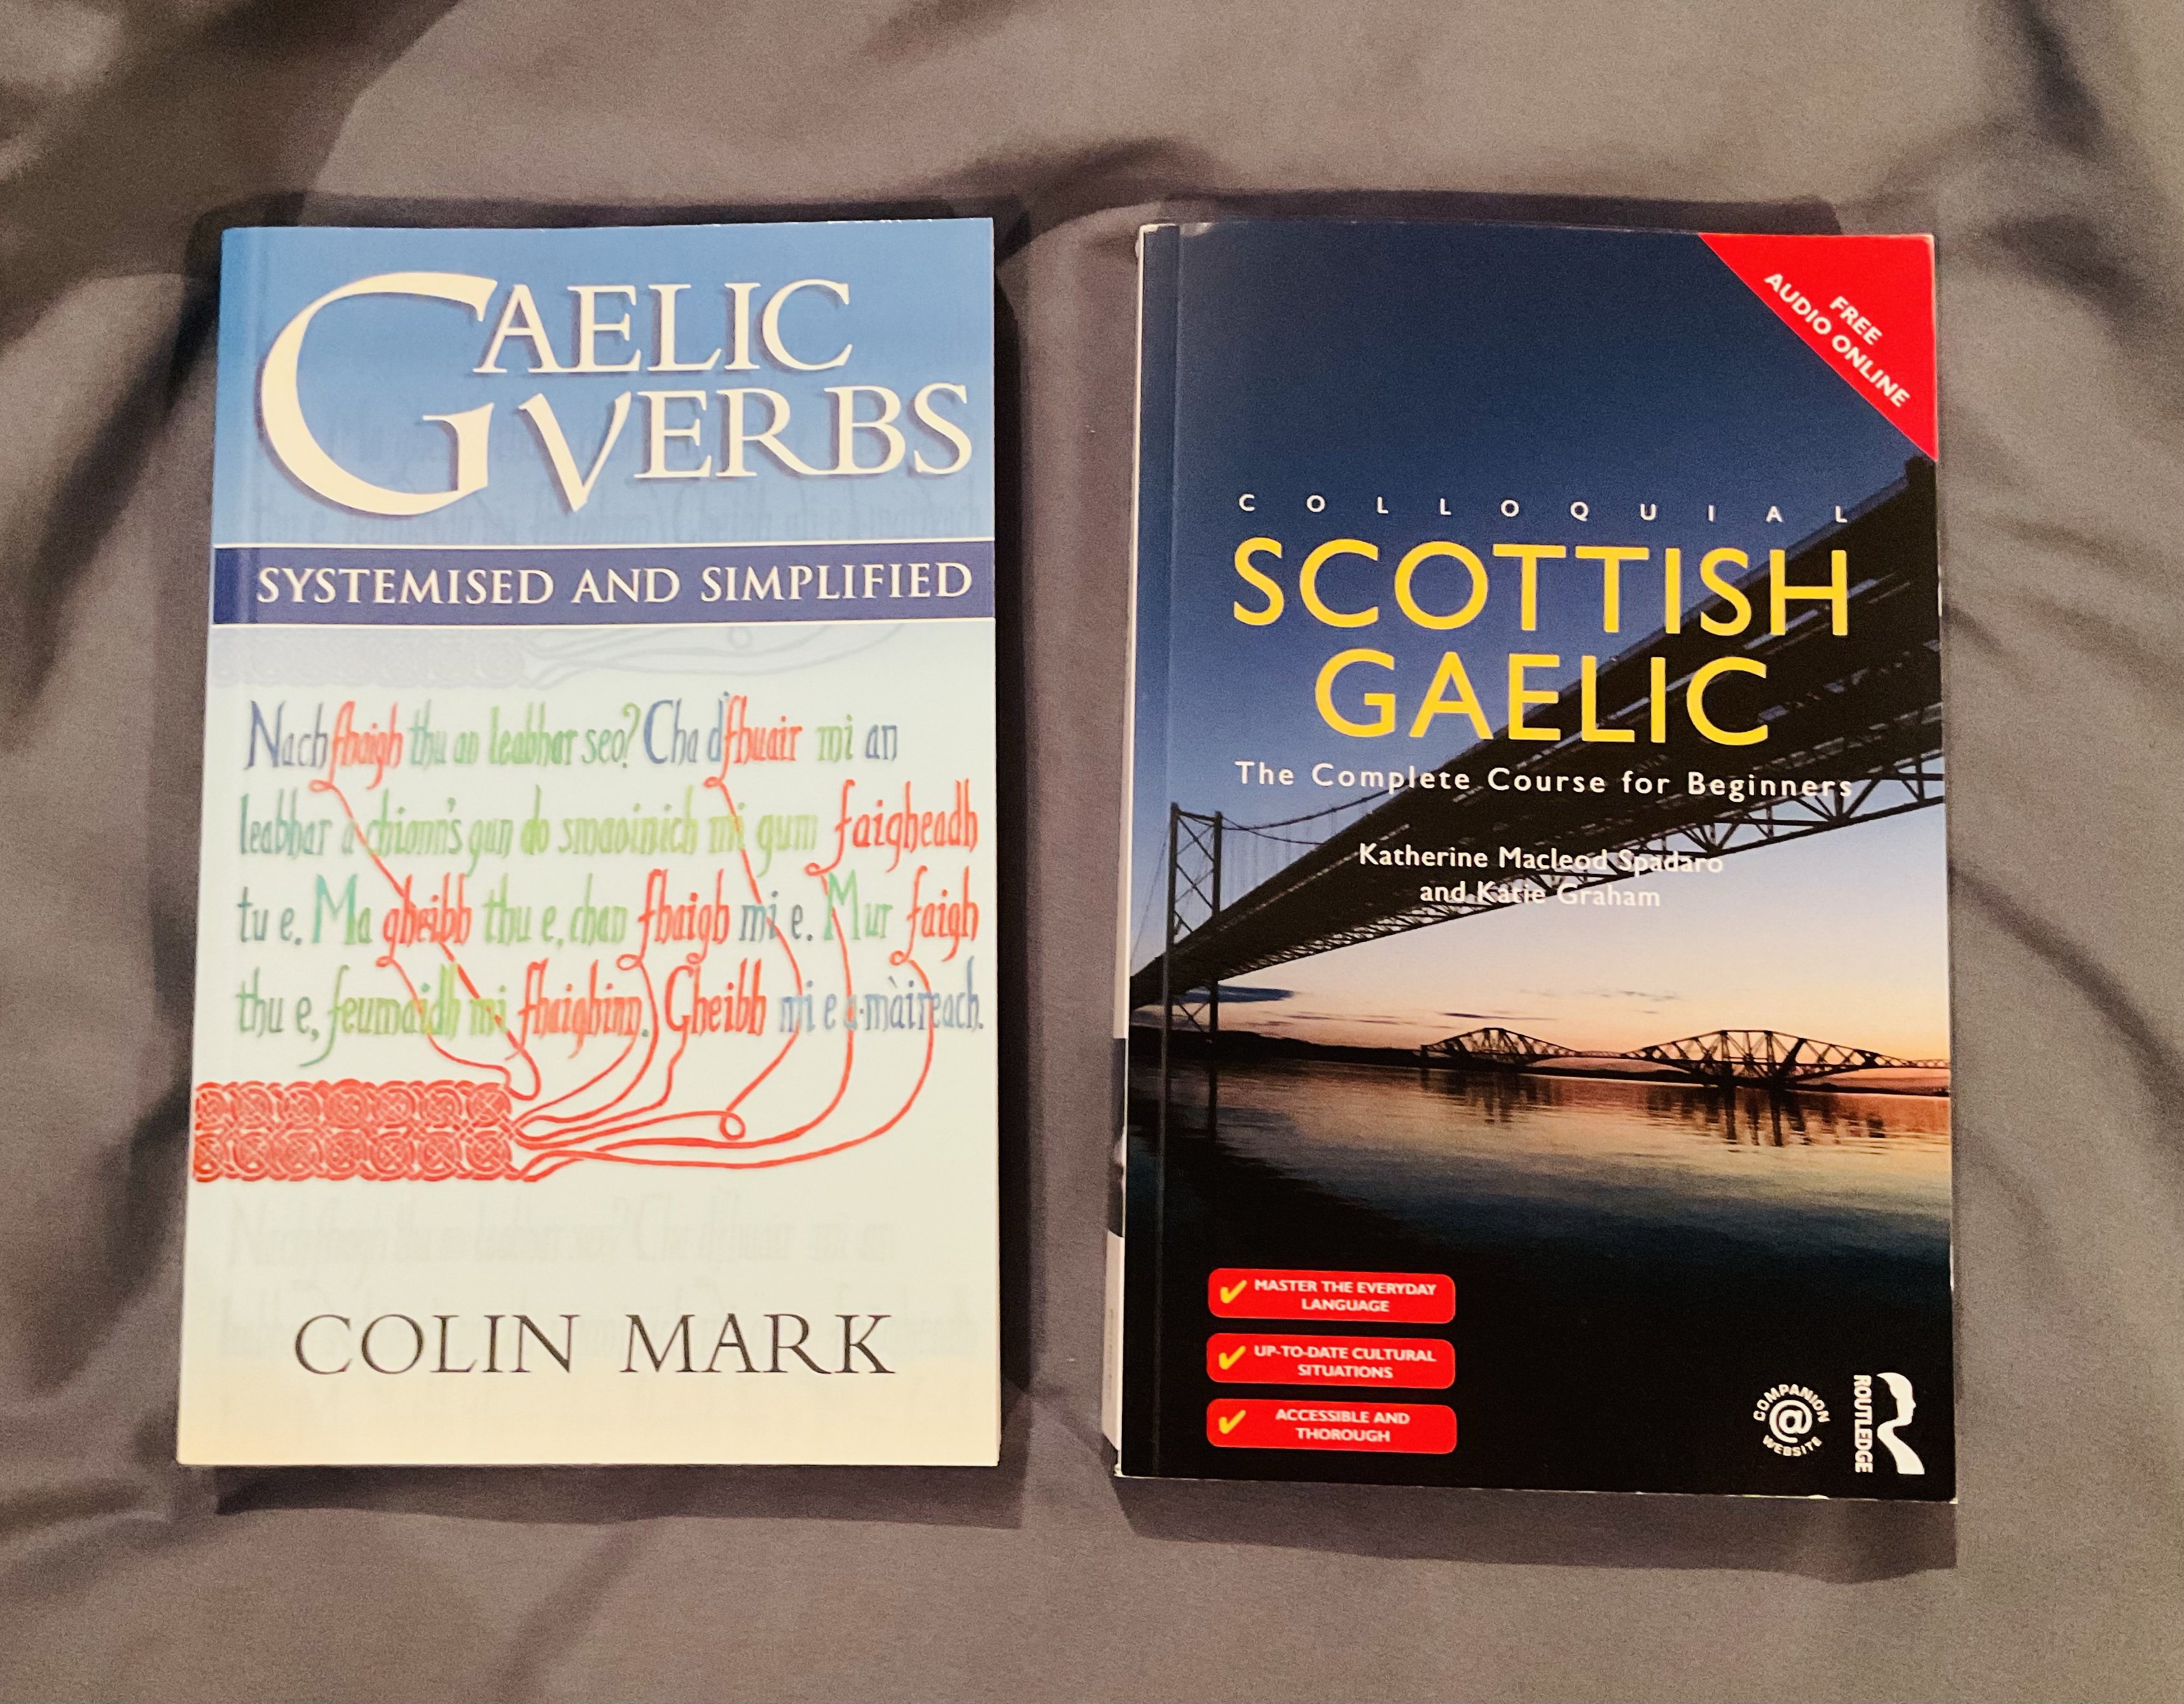 GAELIC
VERBS
SYSTEMISED AND SIMPLIFIED
Nach fhaigh thu an leabhar seo? Cha d'fhuair mi an
leabhar a chionn's gun do smaoinich mi gum faigheadh
tu e. Ma gheibh thu e, chan fhaigh mi e. Mur faigh
thu e, feumaidh mi fhaighinn. Gheibh mi e a-màireach.
COLIN MARK
FREE
AUDIO ONLINE
COLLOQUIAL
SCOTTISH
GAELIC
The Complete Course for Beginners
Katherine Macleod Spadaro
and Katie Graham
MASTER THE EVERYDAY
LANGUAGE
UP-TO-DATE CULTURAL
SITUATIONS
ACCESSIBLE AND
THOROUGH
COMPANION
@
WEBSITE
ROUTLEDGE